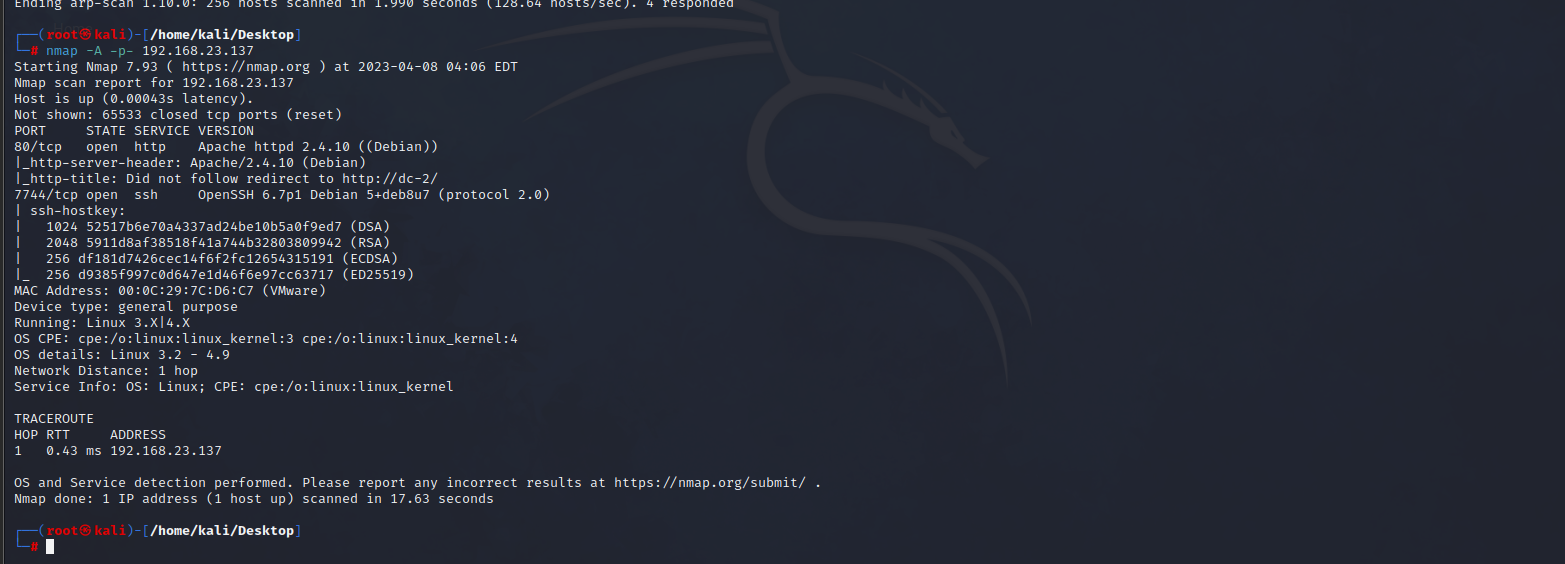 Ending arp-scan 1.10.0: 256 hosts scanned in 1.990 seconds (128.64 hosts/sec). 4 responded
┌──(root㉿kali)-[/home/kali/Desktop]
└─# nmap -A -p- 192.168.23.137
Starting Nmap 7.93 ( https://nmap.org ) at 2023-04-08 04:06 EDT
Nmap scan report for 192.168.23.137
Host is up (0.00043s latency).
Not shown: 65533 closed tcp ports (reset)
PORT     STATE SERVICE VERSION
80/tcp   open  http    Apache httpd 2.4.10 ((Debian))
|_http-server-header: Apache/2.4.10 (Debian)
|_http-title: Did not follow redirect to http://dc-2/
7744/tcp open  ssh     OpenSSH 6.7p1 Debian 5+deb8u7 (protocol 2.0)
| ssh-hostkey:
|   1024 52517b6e70a4337ad24be10b5a0f9ed7 (DSA)
|   2048 5911d8af38518f41a744b32803809942 (RSA)
|   256 df181d7426cec14f6f2fc12654315191 (ECDSA)
|_  256 d9385f997c0d647e1d46f6e97cc63717 (ED25519)
MAC Address: 00:0C:29:7C:D6:C7 (VMware)
Device type: general purpose
Running: Linux 3.X|4.X
OS CPE: cpe:/o:linux:linux_kernel:3 cpe:/o:linux:linux_kernel:4
OS details: Linux 3.2 - 4.9
Network Distance: 1 hop
Service Info: OS: Linux; CPE: cpe:/o:linux:linux_kernel
TRACEROUTE
HOP RTT     ADDRESS
1   0.43 ms 192.168.23.137
OS and Service detection performed. Please report any incorrect results at https://nmap.org/submit/ .
Nmap done: 1 IP address (1 host up) scanned in 17.63 seconds
┌──(root㉿kali)-[/home/kali/Desktop]
└─#